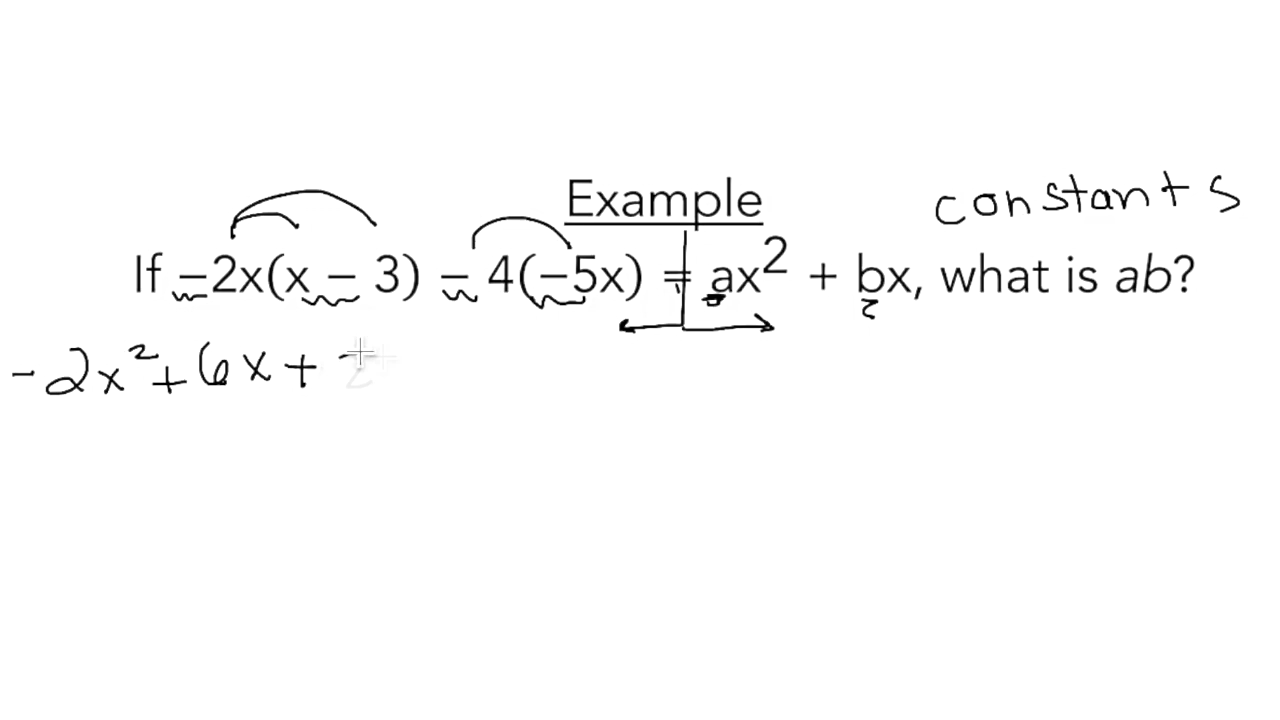 Example
constants
If −2x(x − 3) − 4(−5x) = ax² + bx, what is ab?
-2x² + 6x +